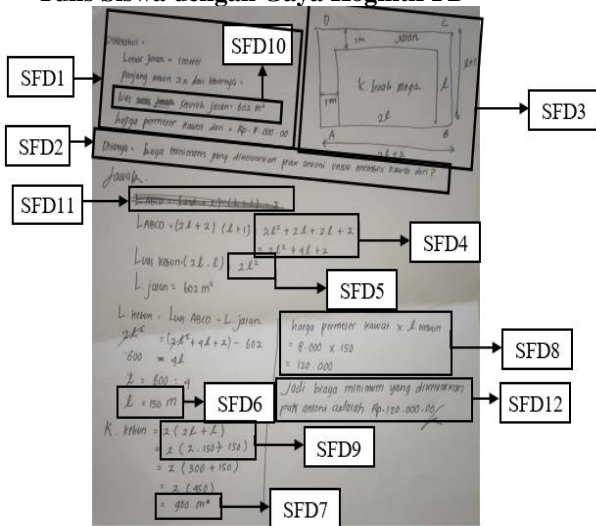 Tulis Siswa dengan Gaya Kognitif FD
SFD10
SFD1
SFD3
SFD2
SFD11
SFD4
SFD5
SFD8
SFD6
SFD12
SFD9
SFD7
Diketahui :
Lebar jalan = 1 meter
Panjang kebun 2x dari lebarnya.
luas seluruh jalan = 602 m²
harga permeter kawat duri = Rp. 8.000.00
D C
1m jalan
1m
K. buah naga
l
l+1
2l
A B
2l+2
Ditanya = biaya minimum yang dikeluarkan pak antoni untuk membeli kawat duri?
Jawab.
LABCD = (2l+2) (l+1) = 2l² + 2l + 2l + 2
= 2l² + 4l + 2
Luas kebun = (2l . l) = 2l²
L. jalan = 602 m²
L. kebun = Luas ABCD - L. jalan
2l² = (2l²+4l+2) - 602
600 = 4l
l = 600 : 4
l = 150 m
K. kebun = 2 (2l + l)
= 2 (2.150 + 150)
= 2 (300 + 150)
= 2 (450)
= 900 m²
harga permeter kawat x l kebun
= 8.000 x 150
= 120.000
Jadi biaya minimum yang dikeluarkan
pak antoni adalah Rp.120.000.00